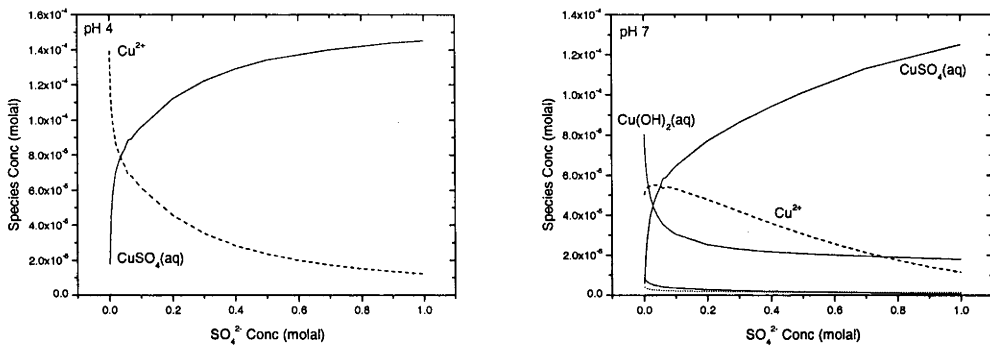 pH 4
1.6x10⁻⁴
1.4x10⁻⁴
1.2x10⁻⁴
1.0x10⁻⁴
8.0x10⁻⁵
6.0x10⁻⁵
4.0x10⁻⁵
2.0x10⁻⁵
0.0
Species Conc (molal)
Cu²⁺
CuSO₄(aq)
0.0 0.2 0.4 0.6 0.8 1.0
SO₄²⁻ Conc (molal)
pH 7
1.4x10⁻⁴
1.2x10⁻⁴
1.0x10⁻⁴
8.0x10⁻⁵
6.0x10⁻⁵
4.0x10⁻⁵
2.0x10⁻⁵
0.0
Species Conc (molal)
CuSO₄(aq)
Cu(OH)₂(aq)
Cu²⁺
0.0 0.2 0.4 0.6 0.8 1.0
SO₄²⁻ Conc (molal)